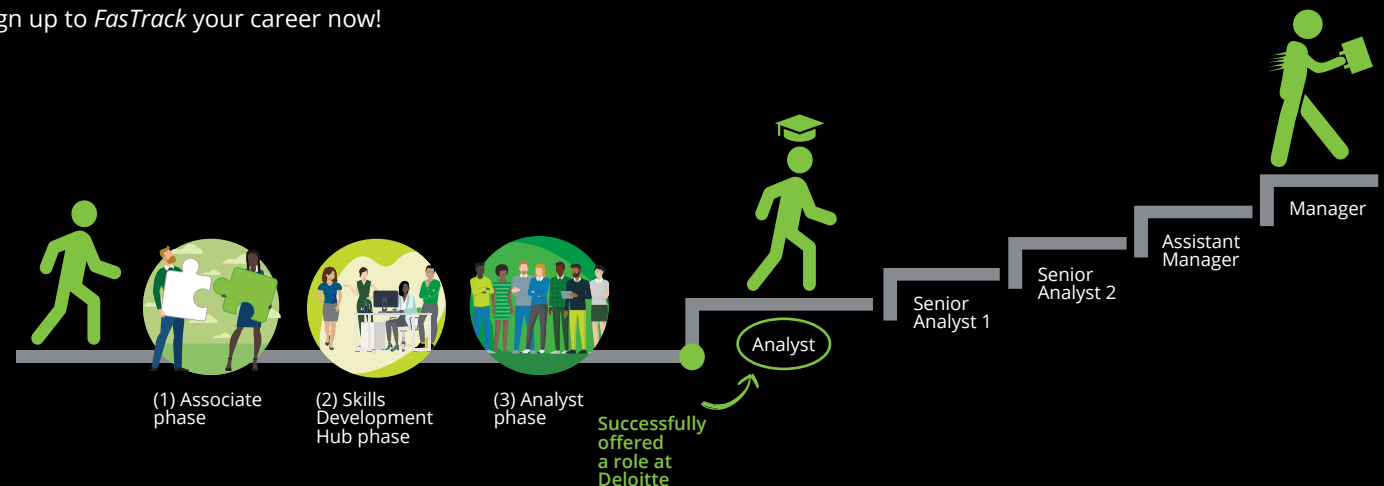 gn up to FasTrack your career now!
Manager
Assistant
Manager
Senior
Analyst 2
Senior
Analyst 1
Analyst
(1) Associate
phase
(2) Skills
Development
Hub phase
(3) Analyst
phase
Successfully
offered
a role at
Deloitte